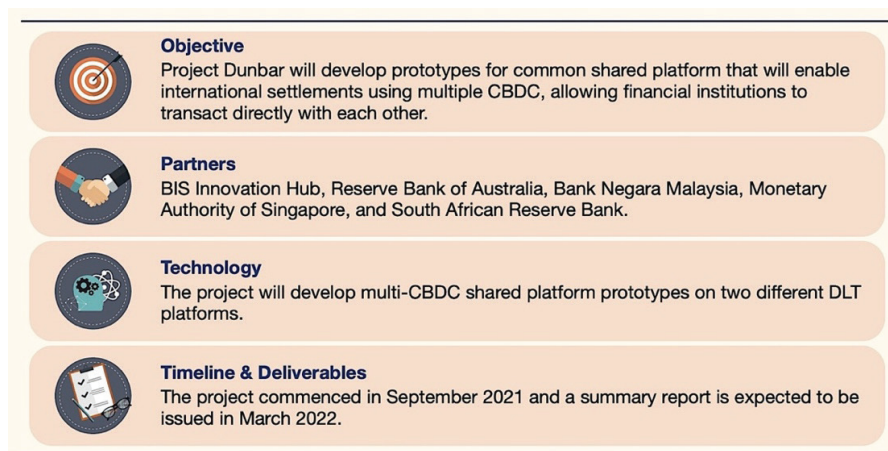 Objective
Project Dunbar will develop prototypes for common shared platform that will enable
international settlements using multiple CBDC, allowing financial institutions to
transact directly with each other.
Partners
BIS Innovation Hub, Reserve Bank of Australia, Bank Negara Malaysia, Monetary
Authority of Singapore, and South African Reserve Bank.
Technology
The project will develop multi-CBDC shared platform prototypes on two different DLT
platforms.
Timeline & Deliverables
The project commenced in September 2021 and a summary report is expected to be
issued in March 2022.